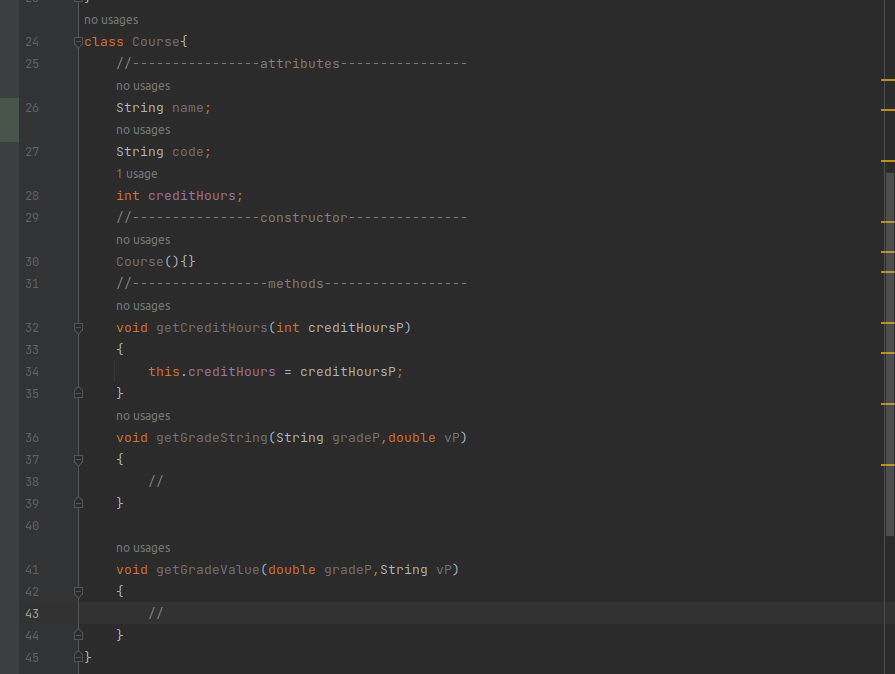 no usages
24 class Course{
25 //----------------attributes----------------
no usages
26 String name;
no usages
27 String code;
1 usage
28 int creditHours;
29 //----------------constructor---------------
no usages
30 Course(){}
31 //-----------------methods------------------
no usages
32 void getCreditHours(int creditHoursP)
33 {
34 this.creditHours = creditHoursP;
35 }
no usages
36 void getGradeString(String gradeP,double vP)
37 {
38 //
39 }
40
no usages
41 void getGradeValue(double gradeP,String vP)
42 {
43 //
44 }
45 }